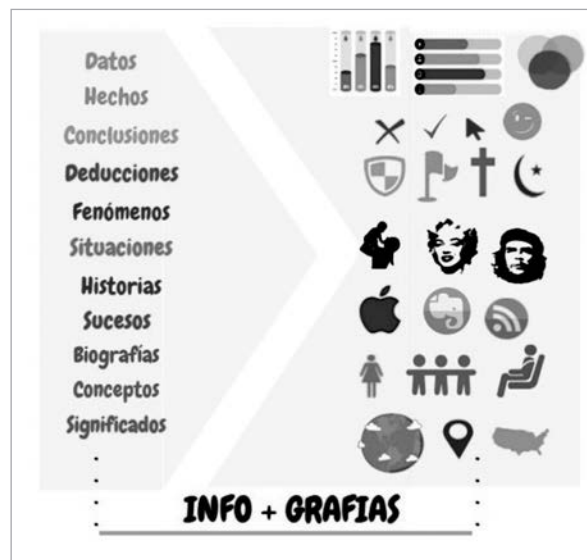 Datos
Hechos
Conclusiones
Deducciones
Fenómenos
Situaciones
Historias
Sucesos
Biografías
Conceptos
Significados
INFO + GRAFIAS